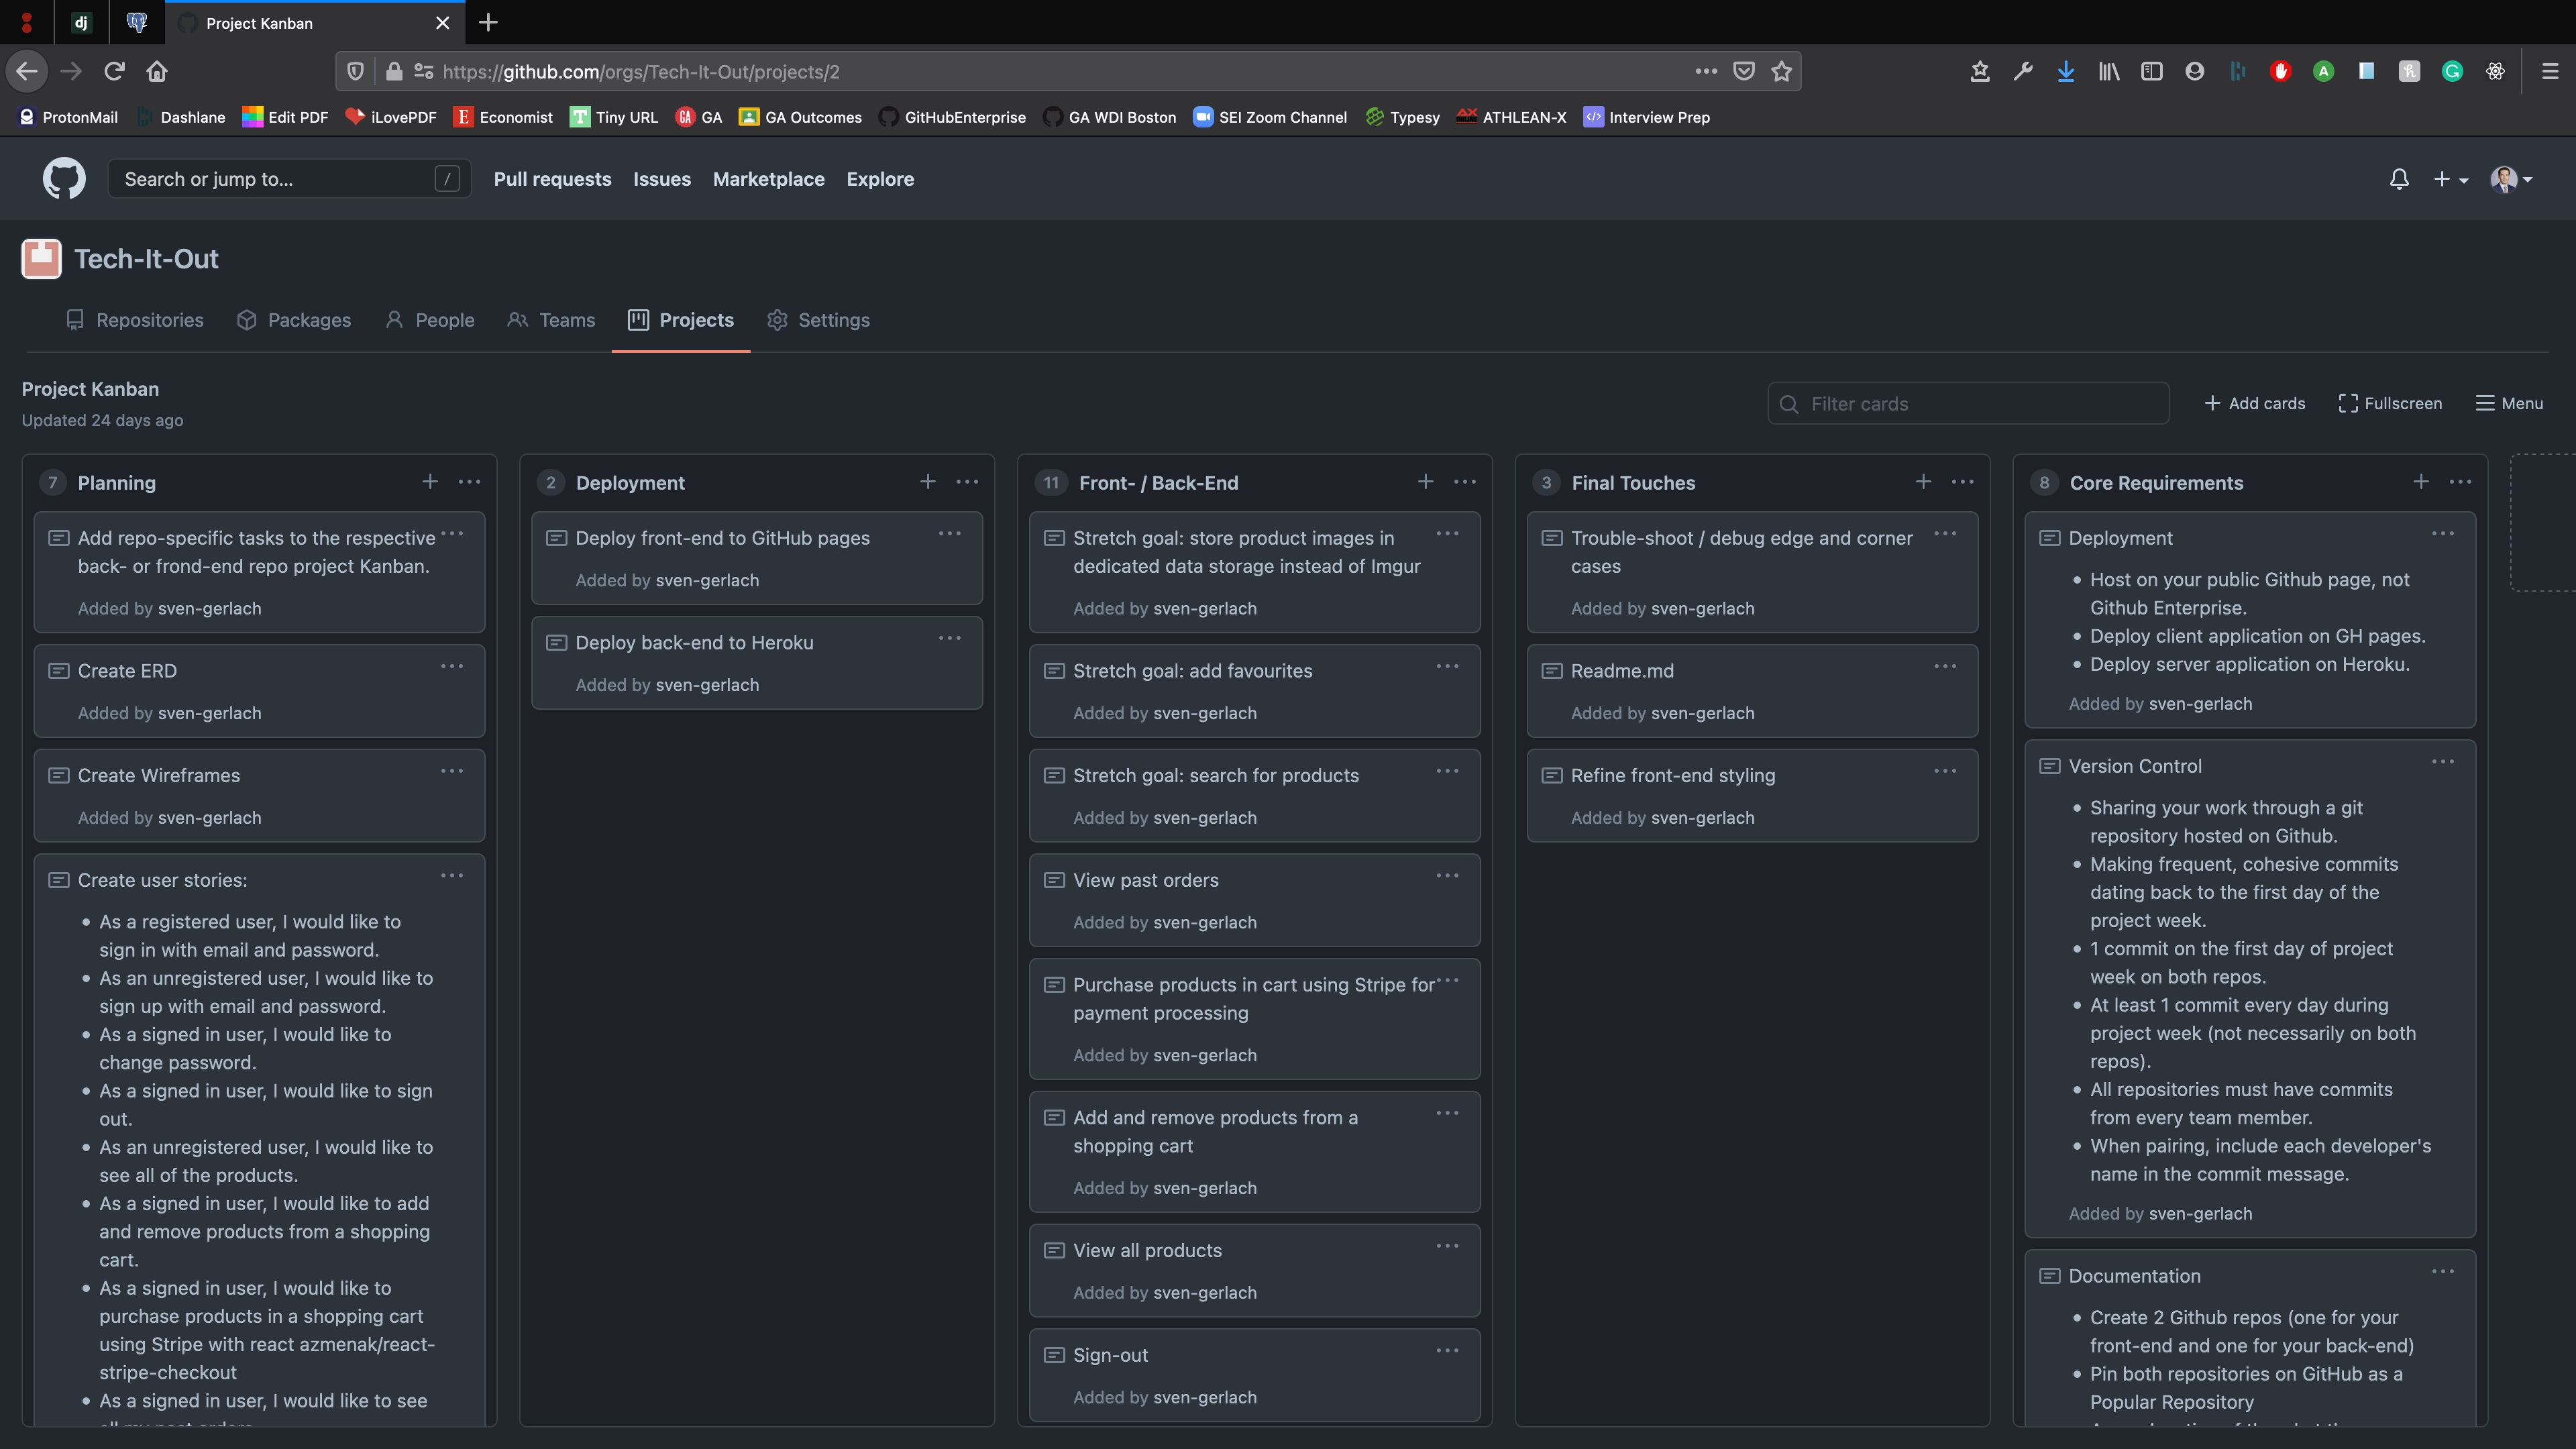 dj
Project Kanban
https://github.com/orgs/Tech-It-Out/projects/2
ProtonMail Dashlane Edit PDF iLovePDF E Economist T Tiny URL GA GA GA Outcomes GitHubEnterprise GA WDI Boston SEI Zoom Channel Typesy AX ATHLEAN-X </> Interview Prep
Search or jump to... / Pull requests Issues Marketplace Explore
Tech-It-Out
Repositories Packages People Teams Projects Settings
Project Kanban
Updated 24 days ago
Filter cards
+ Add cards Fullscreen Menu
7 Planning
Add repo-specific tasks to the respective
back- or frond-end repo project Kanban.
Added by sven-gerlach
Create ERD
Added by sven-gerlach
Create Wireframes
Added by sven-gerlach
Create user stories:
• As a registered user, I would like to
sign in with email and password.
• As an unregistered user, I would like to
sign up with email and password.
• As a signed in user, I would like to
change password.
• As a signed in user, I would like to sign
out.
• As an unregistered user, I would like to
see all of the products.
• As a signed in user, I would like to add
and remove products from a shopping
cart.
• As a signed in user, I would like to
purchase products in a shopping cart
using Stripe with react azmenak/react-
stripe-checkout
• As a signed in user, I would like to see
2 Deployment
Deploy front-end to GitHub pages
Added by sven-gerlach
Deploy back-end to Heroku
Added by sven-gerlach
11 Front- / Back-End
Stretch goal: store product images in
dedicated data storage instead of Imgur
Added by sven-gerlach
Stretch goal: add favourites
Added by sven-gerlach
Stretch goal: search for products
Added by sven-gerlach
View past orders
Added by sven-gerlach
Purchase products in cart using Stripe for
payment processing
Added by sven-gerlach
Add and remove products from a
shopping cart
Added by sven-gerlach
View all products
Added by sven-gerlach
Sign-out
Added by sven-gerlach
3 Final Touches
Trouble-shoot / debug edge and corner
cases
Added by sven-gerlach
Readme.md
Added by sven-gerlach
Refine front-end styling
Added by sven-gerlach
8 Core Requirements
Deployment
• Host on your public Github page, not
Github Enterprise.
• Deploy client application on GH pages.
• Deploy server application on Heroku.
Added by sven-gerlach
Version Control
• Sharing your work through a git
repository hosted on Github.
• Making frequent, cohesive commits
dating back to the first day of the
project week.
• 1 commit on the first day of project
week on both repos.
• At least 1 commit every day during
project week (not necessarily on both
repos).
• All repositories must have commits
from every team member.
• When pairing, include each developer's
name in the commit message.
Added by sven-gerlach
Documentation
• Create 2 Github repos (one for your
front-end and one for your back-end)
• Pin both repositories on GitHub as a
Popular Repository